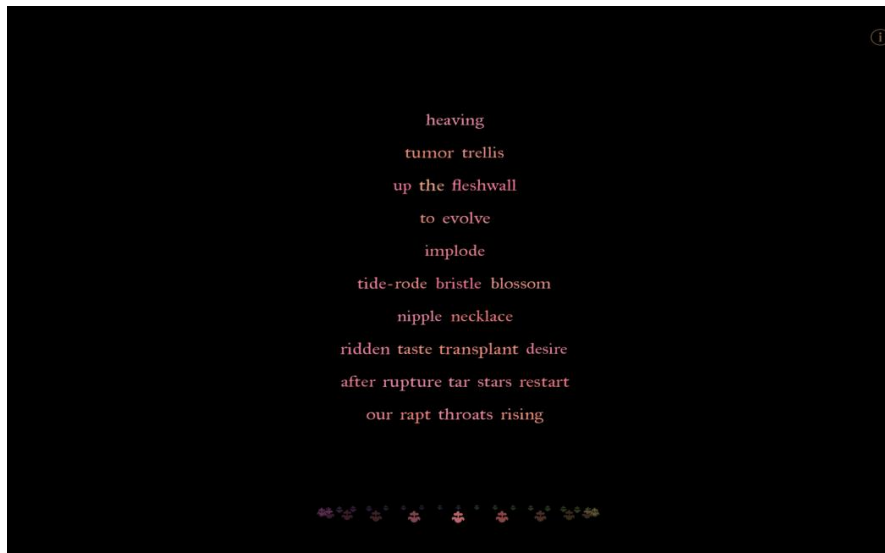 i
heaving
tumor trellis
up the fleshwall
to evolve
implode
tide-rode bristle blossom
nipple necklace
ridden taste transplant desire
after rupture tar stars restart
our rapt throats rising